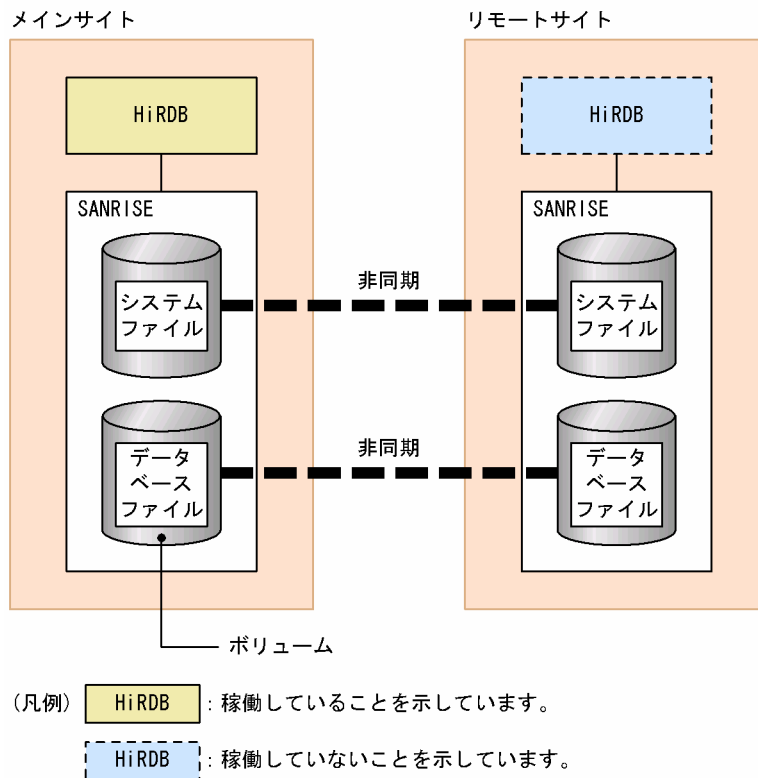 メインサイト
リモートサイト
HiRDB
HiRDB
SANRISE
SANRISE
システム
ファイル
非同期
システム
ファイル
データ
ベース
ファイル
非同期
データ
ベース
ファイル
ボリューム
(凡例) HiRDB : 稼働していることを示しています。
HiRDB : 稼働していないことを示しています。